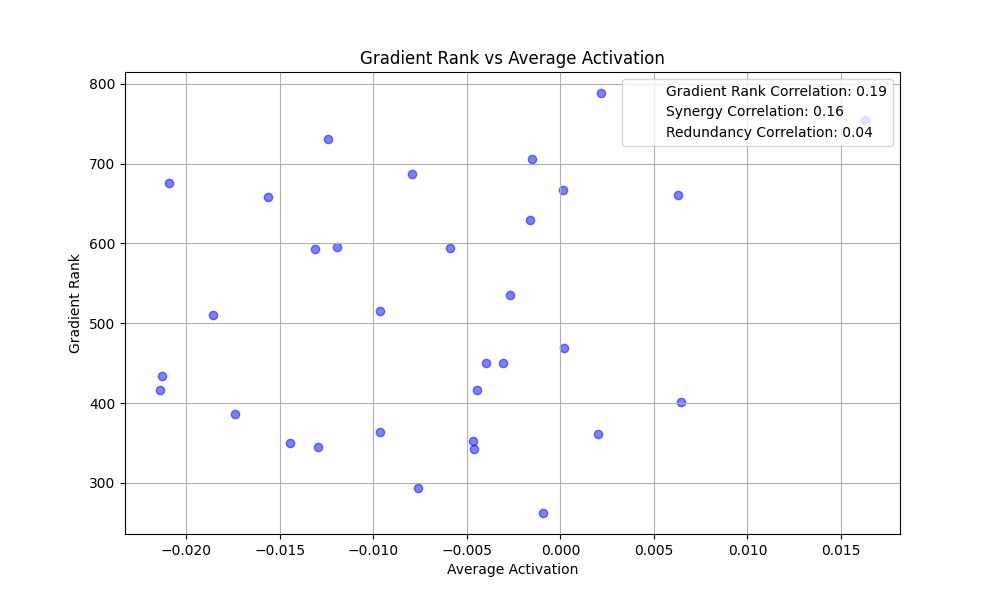 Gradient Rank vs Average Activation
Gradient Rank Correlation: 0.19
Synergy Correlation: 0.16
Redundancy Correlation: 0.04
800
700
600
500
400
300
Gradient Rank
−0.020
−0.015
−0.010
−0.005
0.000
0.005
0.010
0.015
Average Activation